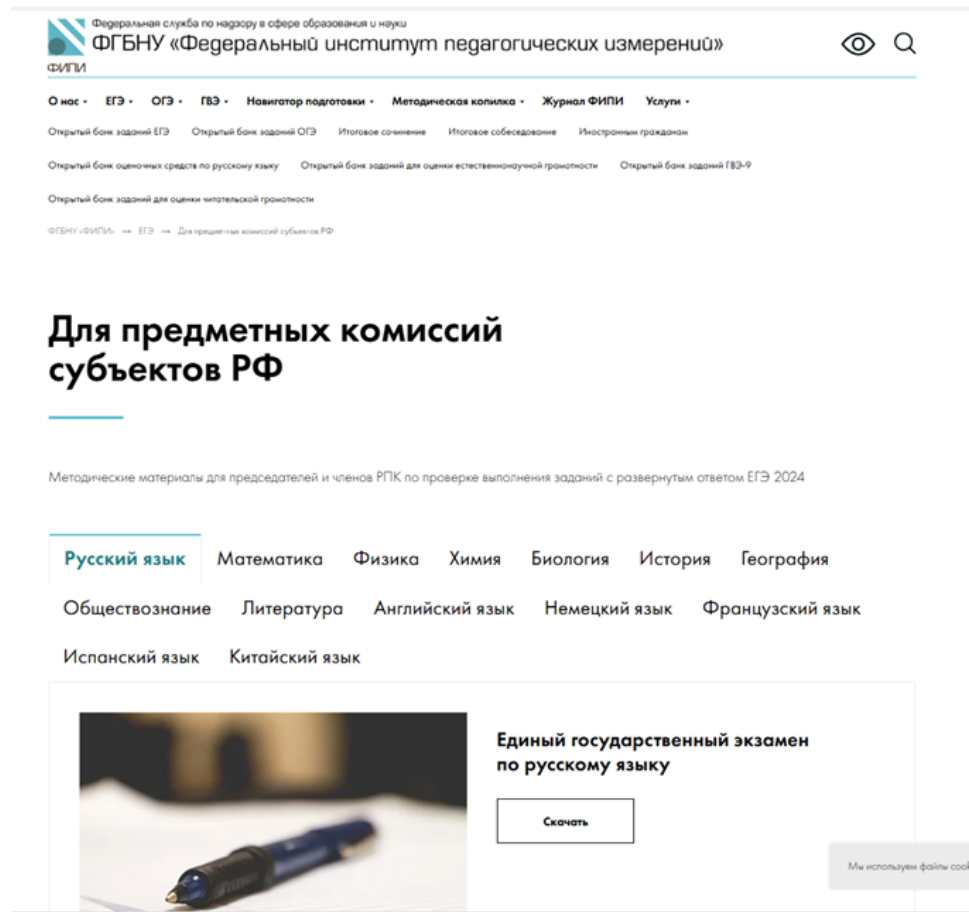 Федеральная служба по надзору в сфере образования и науки
ФГБНУ «Федеральный институт педагогических измерений»
ФИПИ
О нас ЕГЭ ОГЭ ГВЭ Навигатор подготовки Методическая копилка Журнал ФИПИ Услуги
Открытый банк заданий ЕГЭ Открытый банк заданий ОГЭ Итоговое сочинение Итоговое собеседование Иностранным гражданам
Открытый банк оценочных средств по русскому языку Открытый банк заданий для оценки естественнонаучной грамотности Открытый банк заданий ГВЭ-9
Открытый банк заданий для оценки читательской грамотности
ФГБНУ «ФИПИ» → ЕГЭ → Для предметных комиссий субъектов РФ
Для предметных комиссий
субъектов РФ
Методические материалы для председателей и членов РПК по проверке выполнения заданий с развернутым ответом ЕГЭ 2024
Русский язык Математика Физика Химия Биология История География
Обществознание Литература Английский язык Немецкий язык Французский язык
Испанский язык Китайский язык
Единый государственный экзамен
по русскому языку
Скачать
Мы используем файлы cook